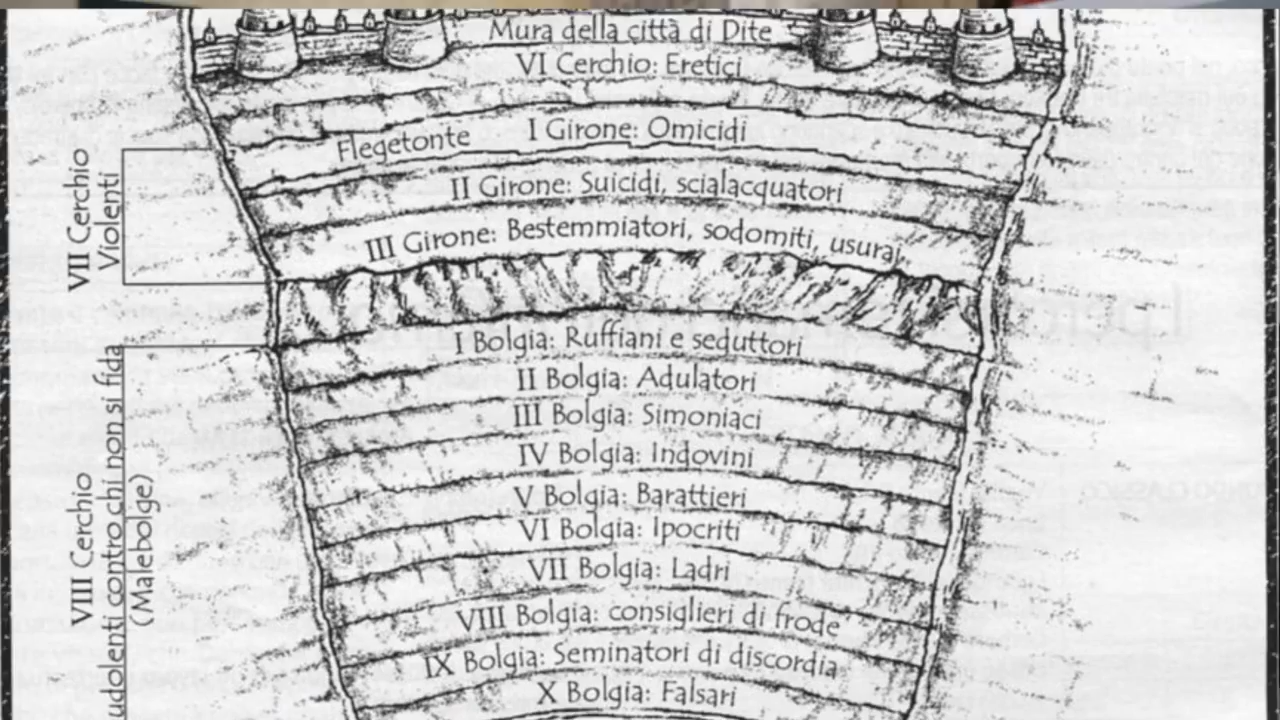 Mura della città di Dite
VI Cerchio: Eretici
VII Cerchio
Violenti
I Girone: Omicidi
Flegetonte
II Girone: Suicidi, scialacquatori
III Girone: Bestemmiatori, sodomiti, usurai
VIII Cerchio
udolenti contro chi non si fida
(Malebolge)
I Bolgia: Ruffiani e seduttori
II Bolgia: Adulatori
III Bolgia: Simoniaci
IV Bolgia: Indovini
V Bolgia: Barattieri
VI Bolgia: Ipocriti
VII Bolgia: Ladri
VIII Bolgia: consiglieri di frode
IX Bolgia: Seminatori di discordia
X Bolgia: Falsari